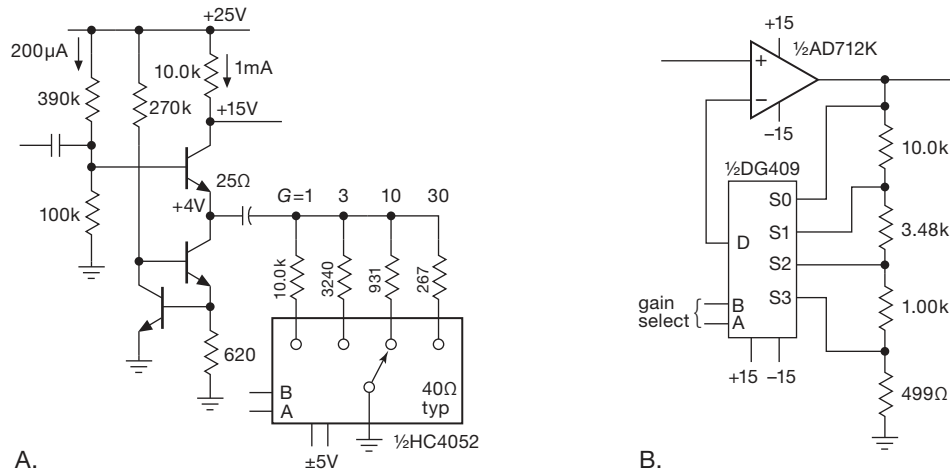 +25V
200µA
10.0k
1mA
390k
270k
+15V
25Ω
100k
+4V
G=1 3 10 30
10.0k
3240
931
267
620
B
A
40Ω
typ
½HC4052
±5V
A.
+15
½AD712K
+
−
−15
½DG409
10.0k
S0
S1
3.48k
D
S2
S3
1.00k
gain
select
B
A
+15 −15
499Ω
B.